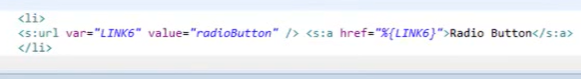 <li>
<s:url var="LINK6" value="radioButton" /> <s:a href="%{LINK6}">Radio Button</s:a>
</li>